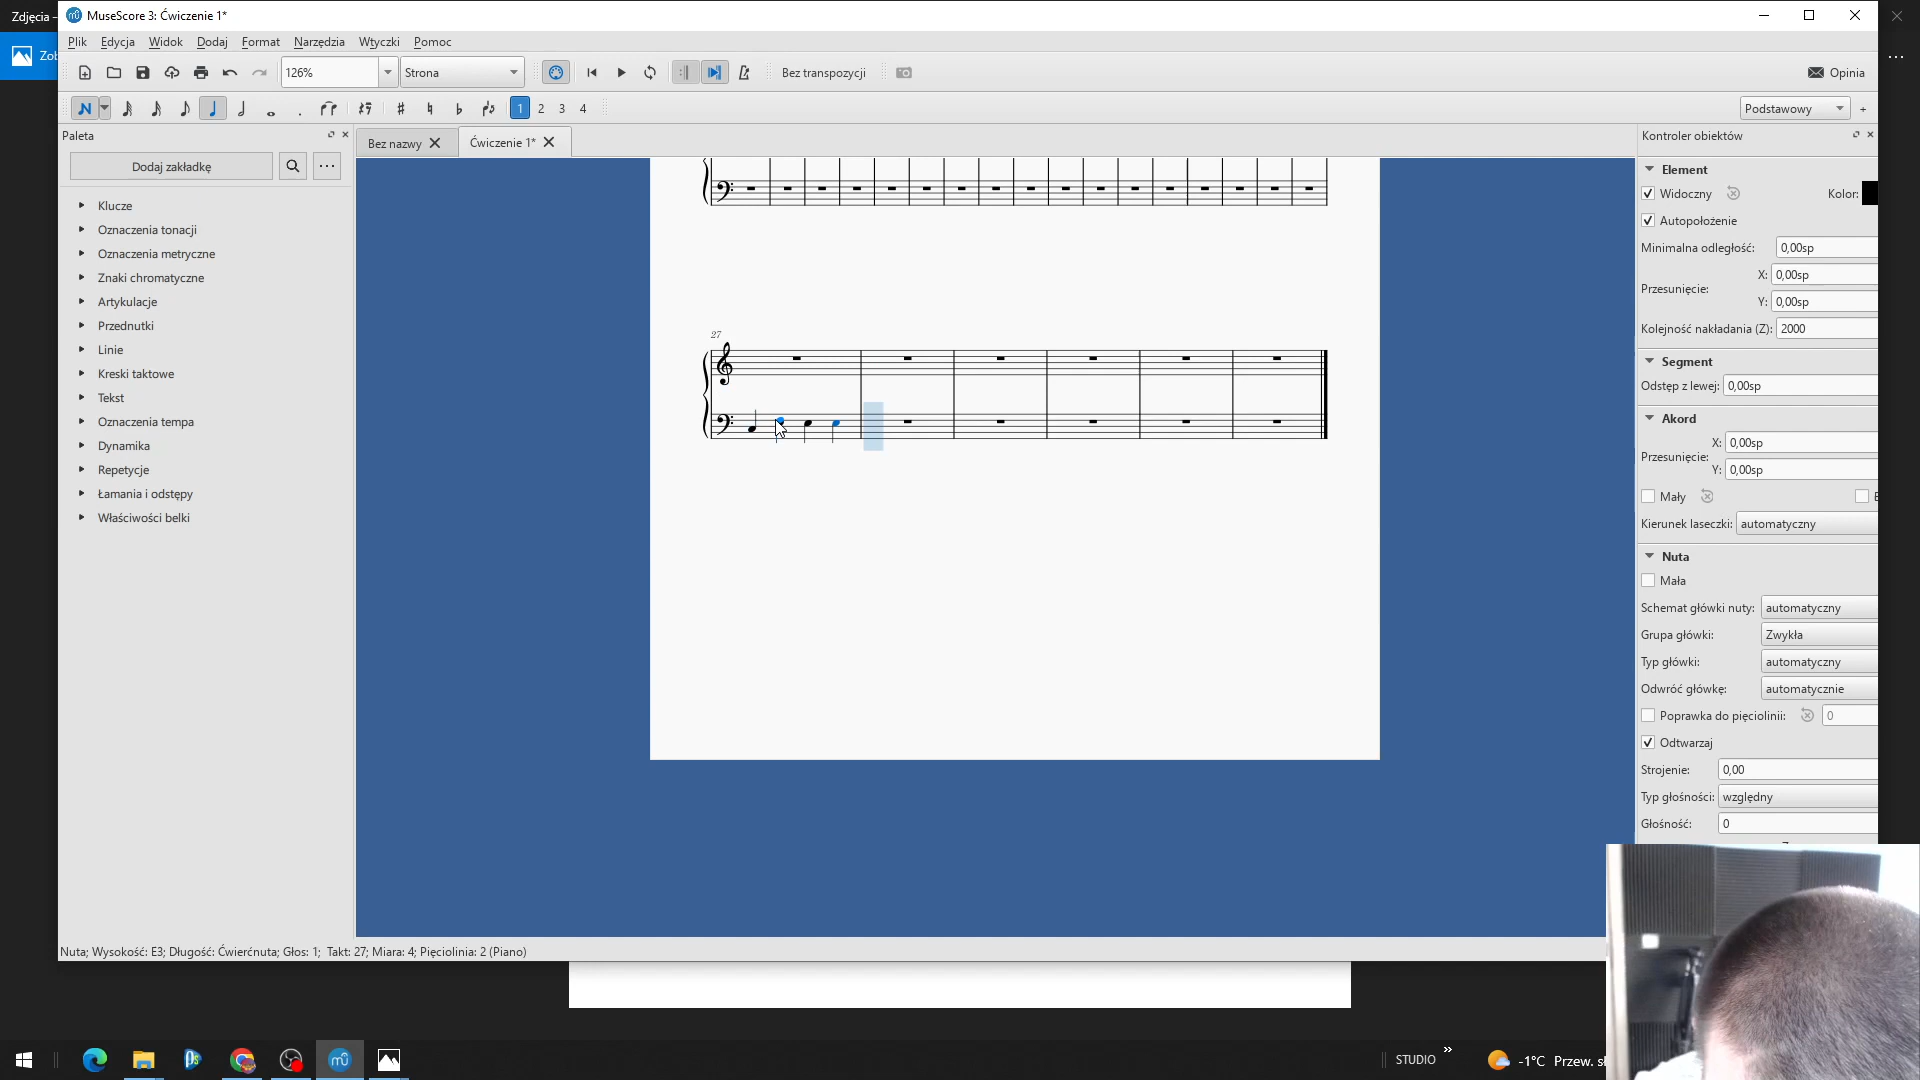 Zdjęcia –
MuseScore 3: Ćwiczenie 1*
Zob
Plik Edycja Widok Dodaj Format Narzędzia Wtyczki Pomoc
126% Strona Bez transpozycji Opinia
1 2 3 4 Podstawowy +
Paleta
Bez nazwy Ćwiczenie 1* Kontroler obiektów
Dodaj zakładkę
Klucze
Oznaczenia tonacji
Oznaczenia metryczne
Znaki chromatyczne
Artykulacje
Przednutki
Linie
Kreski taktowe
Tekst
Oznaczenia tempa
Dynamika
Repetycje
Łamania i odstępy
Właściwości belki
27
Element
Widoczny Kolor:
Autopołożenie
Minimalna odległość: 0,00sp
X: 0,00sp
Przesunięcie:
Y: 0,00sp
Kolejność nakładania (Z): 2000
Segment
Odstęp z lewej: 0,00sp
Akord
X: 0,00sp
Przesunięcie:
Y: 0,00sp
Mały
Kierunek laseczki: automatyczny
Nuta
Mała
Schemat główki nuty: automatyczny
Grupa główki: Zwykła
Typ główki: automatyczny
Odwróć główkę: automatycznie
Poprawka do pięciolinii: 0
Odtwarzaj
Strojenie: 0,00
Typ głośności: względny
Głośność: 0
Nuta; Wysokość: E3; Długość: Ćwierćnuta; Głos: 1; Takt: 27; Miara: 4; Pięciolinia: 2 (Piano)
STUDIO -1°C Przew.